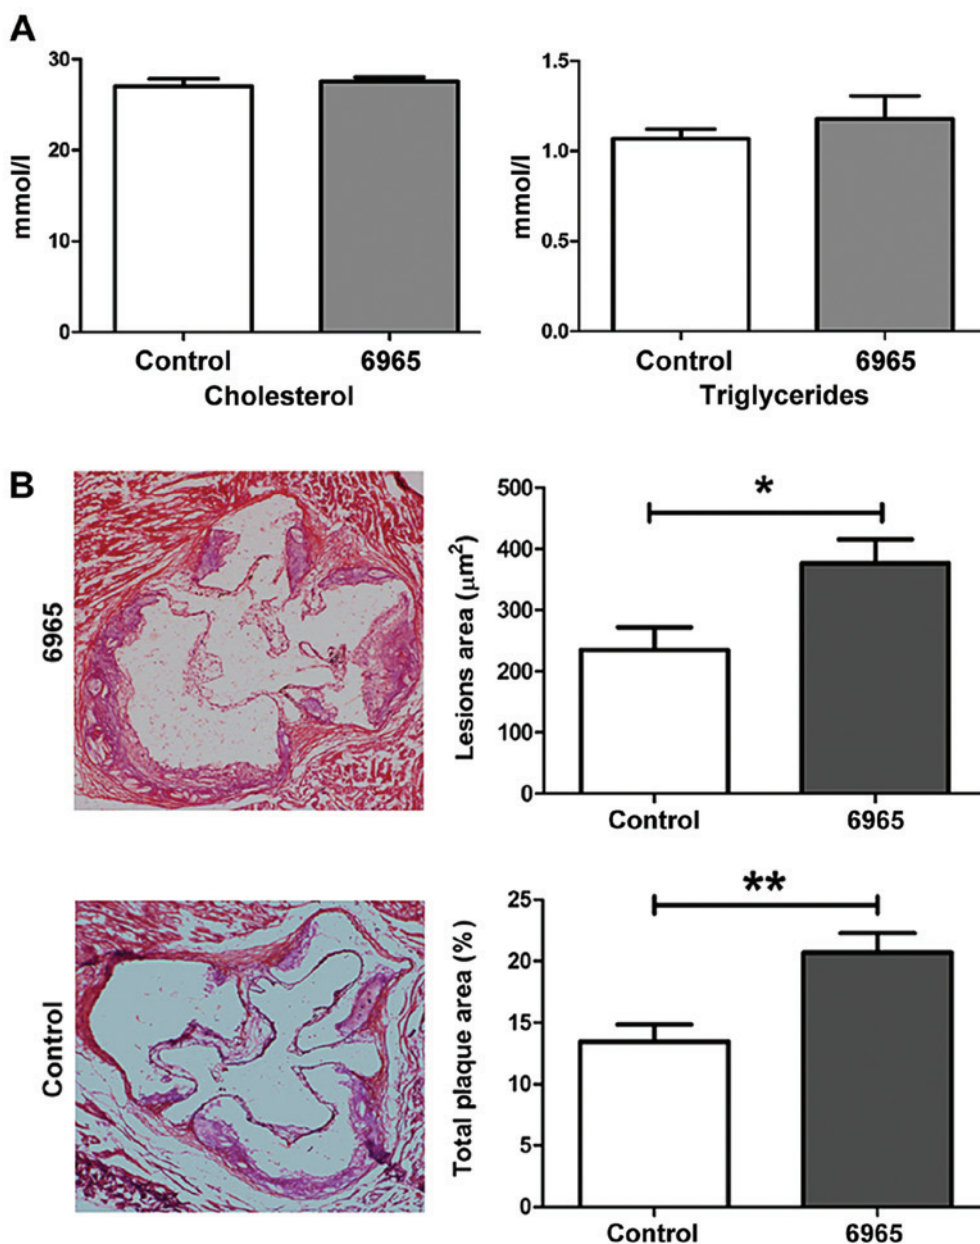 A
mmol/l
30
20
10
0
Control 6965
Cholesterol
mmol/l
1.5
1.0
0.5
0.0
Control 6965
Triglycerides
B
6965
Lesions area (μm²)
500
400
300
200
100
0
*
Control 6965
Control
Total plaque area (%)
25
20
15
10
5
0
**
Control 6965